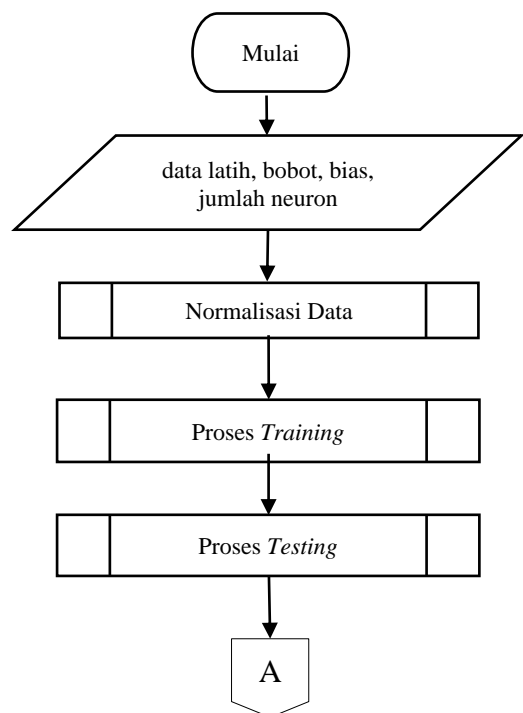 Mulai
data latih, bobot, bias,
jumlah neuron
Normalisasi Data
Proses Training
Proses Testing
A